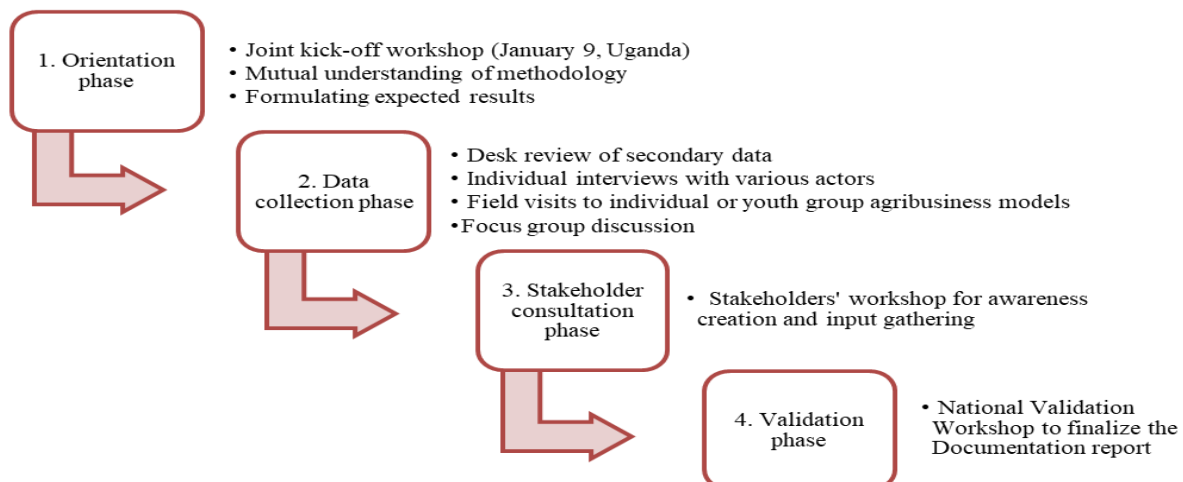 1. Orientation
phase
• Joint kick-off workshop (January 9, Uganda)
• Mutual understanding of methodology
• Formulating expected results
2. Data
collection phase
• Desk review of secondary data
• Individual interviews with various actors
• Field visits to individual or youth group agribusiness models
•Focus group discussion
3. Stakeholder
consultation
phase
• Stakeholders' workshop for awareness
creation and input gathering
4. Validation
phase
• National Validation
Workshop to finalize the
Documentation report